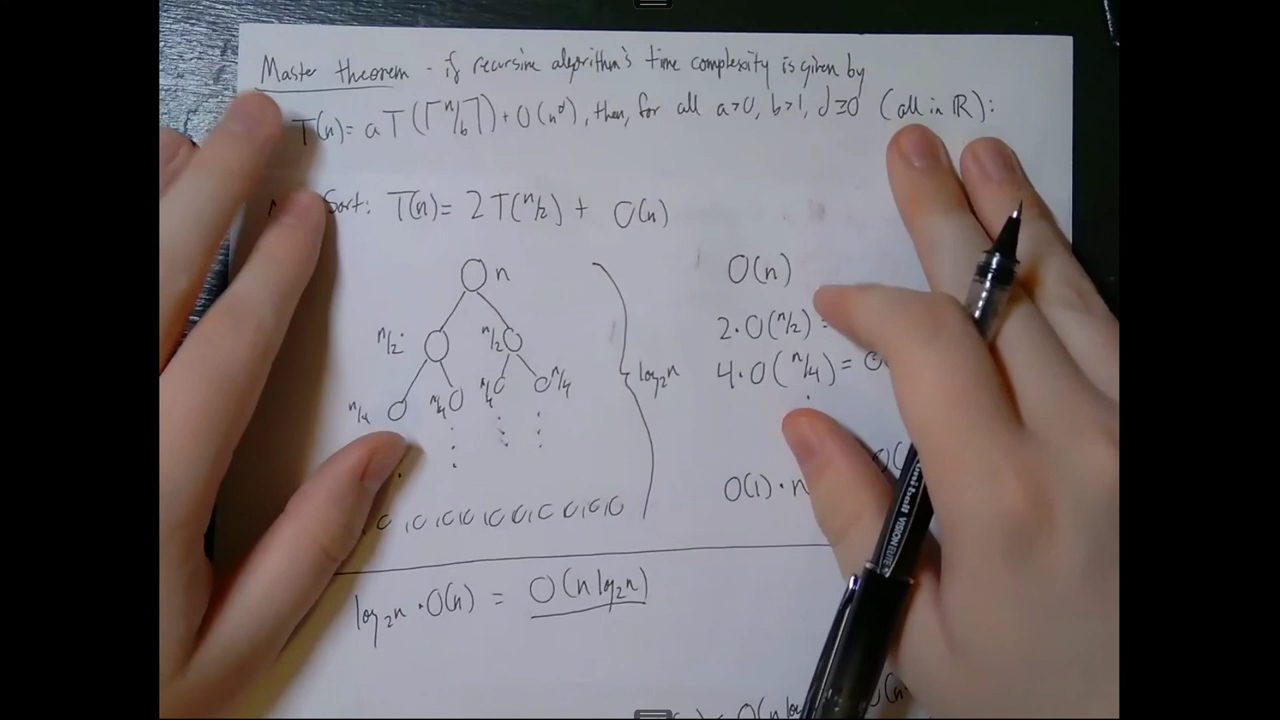 Master theorem - if recursive algorithm's time complexity is given by
T(n) = a T(⌈n/b⌉) + O(n^d), then, for all a>0, b>1, d≥0 (all in ℝ):
Sort: T(n) = 2T(n/2) + O(n)
n
n/2 n/2
n/4 n/4 n/4 n/4
log₂n
O(n)
2·O(n/2) =
4·O(n/4) = O
O(1)·n
log₂n · O(n) = O(n log₂n)